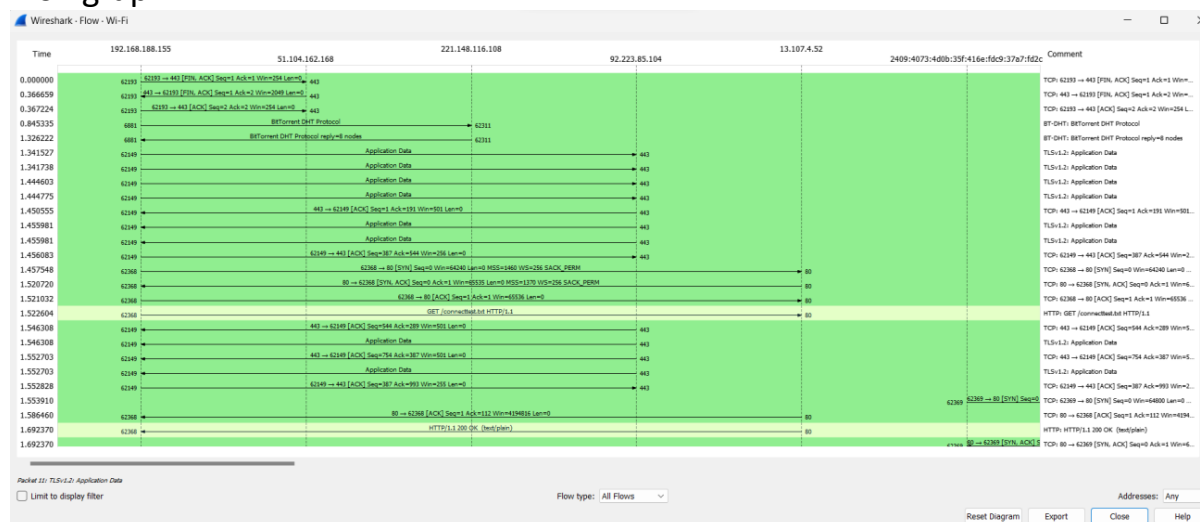 Wireshark - Flow - Wi-Fi
Time 192.168.188.155 51.104.162.168 221.148.116.108 92.223.85.104 13.107.4.52 2409:4073:4d0b:35f:416e:fdc9:37a7:fd2c Comment
0.000000 62193 62193 → 443 [FIN, ACK] Seq=1 Ack=1 Win=254 Len=0 443 TCP: 62193 → 443 [FIN, ACK] Seq=1 Ack=1 Win=...
0.366659 62193 443 → 62193 [FIN, ACK] Seq=1 Ack=2 Win=2049 Len=0 443 TCP: 443 → 62193 [FIN, ACK] Seq=1 Ack=2 Win=...
0.367224 62193 62193 → 443 [ACK] Seq=2 Ack=2 Win=254 Len=0 443 TCP: 62193 → 443 [ACK] Seq=2 Ack=2 Win=254 L...
0.845335 6881 BitTorrent DHT Protocol 62311 BT-DHT: BitTorrent DHT Protocol
1.326222 6881 BitTorrent DHT Protocol reply=8 nodes 62311 BT-DHT: BitTorrent DHT Protocol reply=8 nodes
1.341527 62149 Application Data 443 TLSv1.2: Application Data
1.341738 62149 Application Data 443 TLSv1.2: Application Data
1.444603 62149 Application Data 443 TLSv1.2: Application Data
1.444775 62149 Application Data 443 TLSv1.2: Application Data
1.450555 62149 443 → 62149 [ACK] Seq=1 Ack=191 Win=501 Len=0 443 TCP: 443 → 62149 [ACK] Seq=1 Ack=191 Win=501...
1.455981 62149 Application Data 443 TLSv1.2: Application Data
1.455981 62149 Application Data 443 TLSv1.2: Application Data
1.456083 62149 62149 → 443 [ACK] Seq=387 Ack=544 Win=256 Len=0 443 TCP: 62149 → 443 [ACK] Seq=387 Ack=544 Win=2...
1.457548 62368 62368 → 80 [SYN] Seq=0 Win=64240 Len=0 MSS=1460 WS=256 SACK_PERM 80 TCP: 62368 → 80 [SYN] Seq=0 Win=64240 Len=0 ...
1.520720 62368 80 → 62368 [SYN, ACK] Seq=0 Ack=1 Win=65535 Len=0 MSS=1370 WS=256 SACK_PERM 80 TCP: 80 → 62368 [SYN, ACK] Seq=0 Ack=1 Win=6...
1.521032 62368 62368 → 80 [ACK] Seq=1 Ack=1 Win=65536 Len=0 80 TCP: 62368 → 80 [ACK] Seq=1 Ack=1 Win=65536 ...
1.522604 62368 GET /connecttest.txt HTTP/1.1 80 HTTP: GET /connecttest.txt HTTP/1.1
1.546308 62149 443 → 62149 [ACK] Seq=544 Ack=289 Win=501 Len=0 443 TCP: 443 → 62149 [ACK] Seq=544 Ack=289 Win=5...
1.546308 62149 Application Data 443 TLSv1.2: Application Data
1.552703 62149 443 → 62149 [ACK] Seq=754 Ack=387 Win=501 Len=0 443 TCP: 443 → 62149 [ACK] Seq=754 Ack=387 Win=5...
1.552703 62149 Application Data 443 TLSv1.2: Application Data
1.552828 62149 62149 → 443 [ACK] Seq=387 Ack=993 Win=255 Len=0 443 TCP: 62149 → 443 [ACK] Seq=387 Ack=993 Win=2...
1.553910 62369 62369 → 80 [SYN] Seq=0 TCP: 62369 → 80 [SYN] Seq=0 Win=64800 Len=0 ...
1.586460 62368 80 → 62368 [ACK] Seq=1 Ack=112 Win=4194816 Len=0 80 TCP: 80 → 62368 [ACK] Seq=1 Ack=112 Win=4194...
1.692370 62368 HTTP/1.1 200 OK (text/plain) 80 HTTP: HTTP/1.1 200 OK (text/plain)
1.692370 62369 80 → 62369 [SYN, ACK] S TCP: 80 → 62369 [SYN, ACK] Seq=0 Ack=1 Win=6...
Packet 11: TLSv1.2: Application Data
Limit to display filter Flow type: All Flows Addresses: Any
Reset Diagram Export Close Help